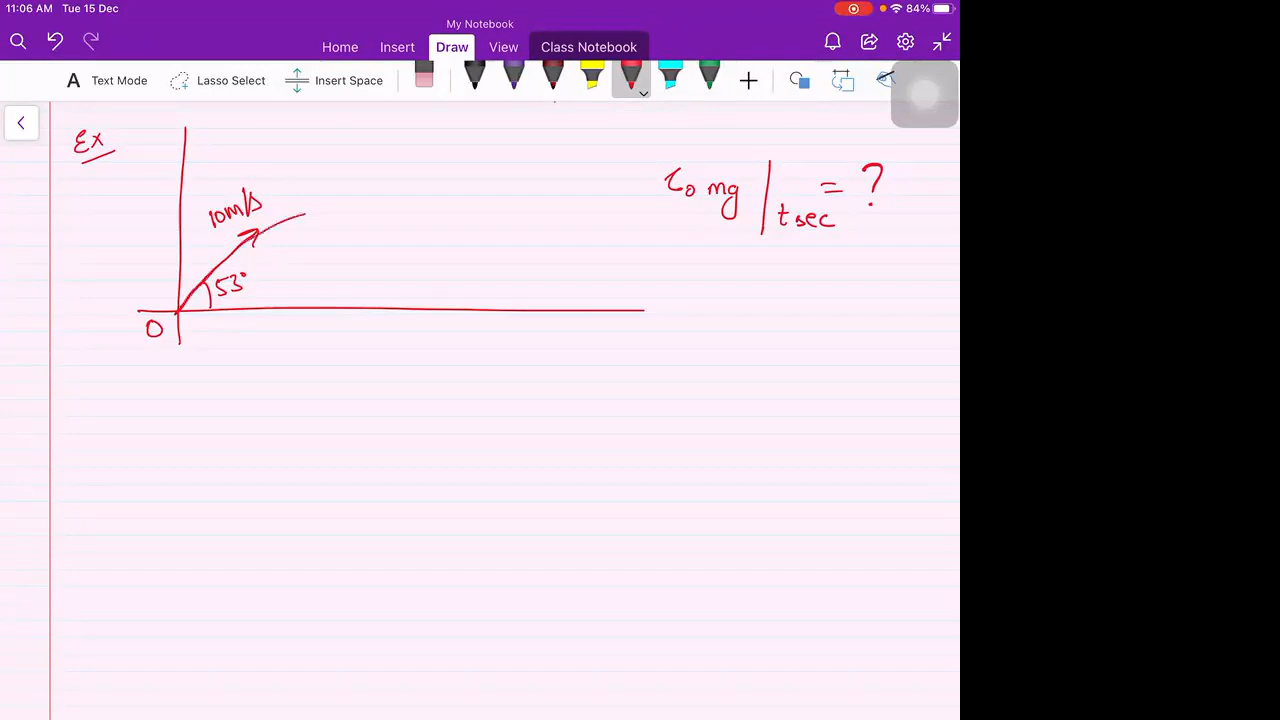 11:06 AM Tue 15 Dec
84%
My Notebook
Home Insert Draw View Class Notebook
A Text Mode Lasso Select Insert Space
Ex
10m/s
53°
O
τ₀ mg | t sec = ?